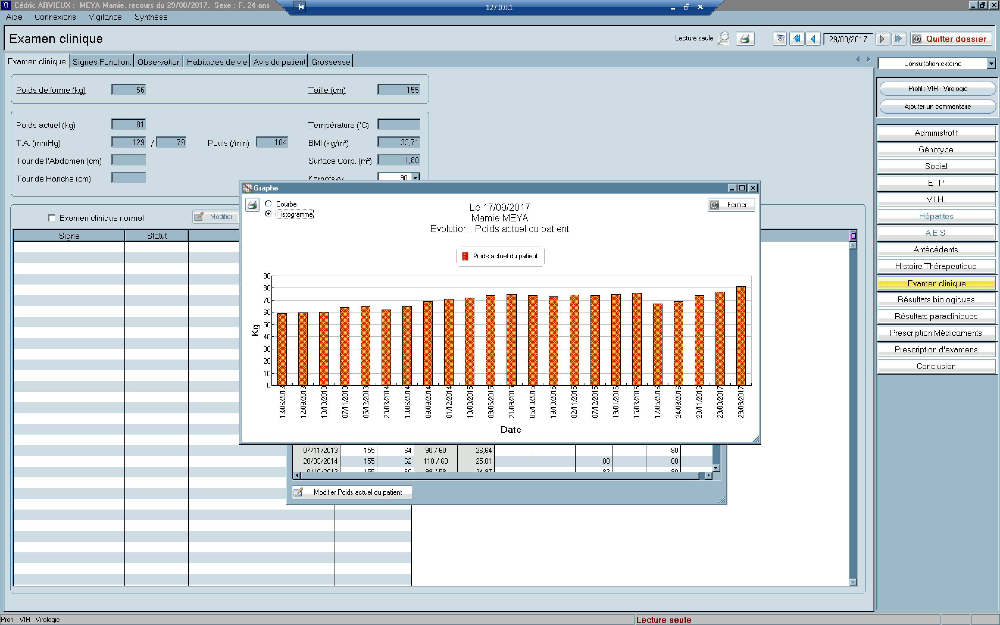 Cédric ARVIEUX : MEYA Mamie, recours du 29/08/2017, Sexe : F, 24 ans
127.0.0.1
Aide Connexions Vigilance Synthèse
Examen clinique
Lecture seule
29/08/2017
Quitter dossier
Examen clinique Signes Fonction. Observation Habitudes de vie Avis du patient Grossesse
Consultation externe
Poids de forme (kg) 56 Taille (cm) 155
Profil : VIH - Virologie
Ajouter un commentaire
Poids actuel (kg) 81 Température (°C)
T.A. (mmHg) 129 / 79 Pouls (/min) 104 BMI (kg/m²) 33,71
Tour de l'Abdomen (cm) Surface Corp. (m²) 1,80
Tour de Hanche (cm) Karnofsky 90
Administratif
Génotype
Social
ETP
V.I.H.
Hépatites
A.E.S.
Antécédents
Histoire Thérapeutique
Examen clinique
Résultats biologiques
Résultats paracliniques
Prescription Médicaments
Prescription d'examens
Conclusion
Examen clinique normal Modifier
Signe Statut
Graphe
Courbe
Histogramme
Fermer
Le 17/09/2017
Mamie MEYA
Evolution : Poids actuel du patient
Poids actuel du patient
90
80
70
60
50
40
30
20
10
0
Kg
13/06/2013 12/09/2013 10/10/2013 07/11/2013 05/12/2013 20/03/2014 10/06/2014 09/09/2014 01/12/2014 10/03/2015 09/06/2015 21/09/2015 05/10/2015 19/10/2015 02/11/2015 07/12/2015 19/01/2016 15/03/2016 17/05/2016 24/08/2016 29/11/2016 28/03/2017 29/08/2017
Date
07/11/2013 155 64 90 / 60 26,64 80
20/03/2014 155 62 110 / 60 25,81 80 80
10/10/2013 155 60 99 / 58 24,97 83 80
Modifier Poids actuel du patient
Profil : VIH - Virologie
Lecture seule